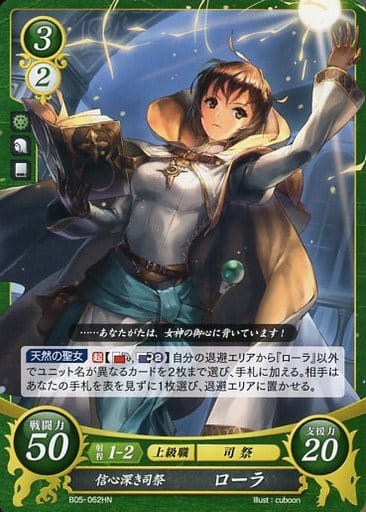 3
2
……あなたがたは、女神の御心に背いています！
天然の聖女 起【 、 2】自分の退避エリアから『ローラ』以外
でユニット名が異なるカードを2枚まで選び、手札に加える。相手は
あなたの手札を表を見ずに1枚選び、退避エリアに置かせる。
戦闘力 50 射程 1-2 上級職 司祭 支援力 20
信心深き司祭 ローラ
B05-062HN Illust：cuboon